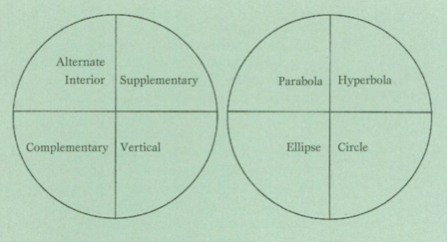 Alternate
Interior
Supplementary
Complementary
Vertical
Parabola
Hyperbola
Ellipse
Circle